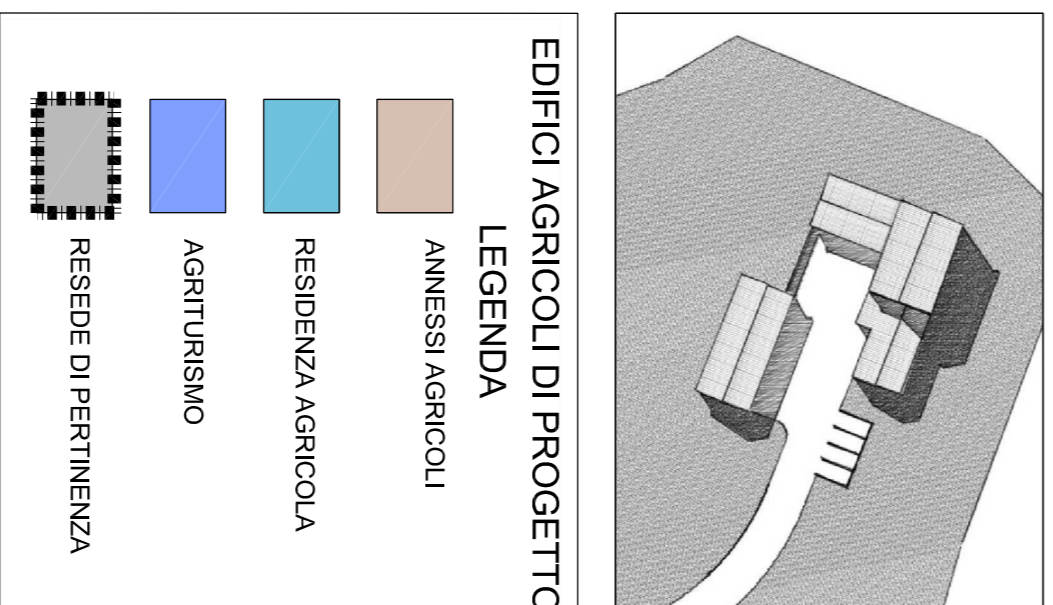 EDIFICI AGRICOLI DI PROGETTO
LEGENDA
ANNESSI AGRICOLI
RESIDENZA AGRICOLA
AGRITURISMO
RESEDE DI PERTINENZA